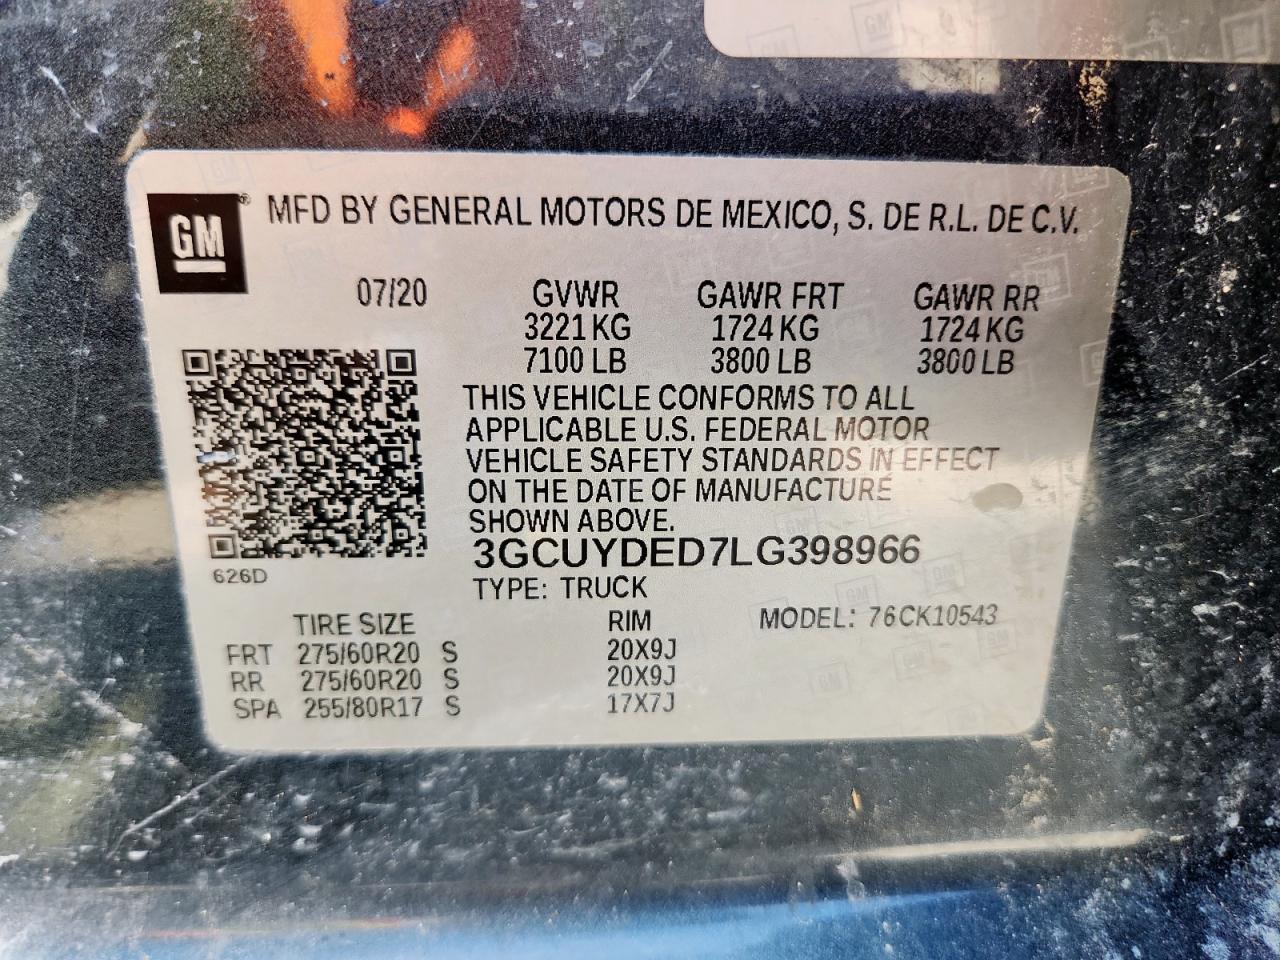 GM ® MFD BY GENERAL MOTORS DE MEXICO, S. DE R.L. DE C.V.
07/20 GVWR GAWR FRT GAWR RR
3221 KG 1724 KG 1724 KG
7100 LB 3800 LB 3800 LB
THIS VEHICLE CONFORMS TO ALL
APPLICABLE U.S. FEDERAL MOTOR
VEHICLE SAFETY STANDARDS IN EFFECT
ON THE DATE OF MANUFACTURE
SHOWN ABOVE.
3GCUYDED7LG398966
626D
TYPE: TRUCK
TIRE SIZE RIM MODEL: 76CK10543
FRT 275/60R20 S 20X9J
RR 275/60R20 S 20X9J
SPA 255/80R17 S 17X7J